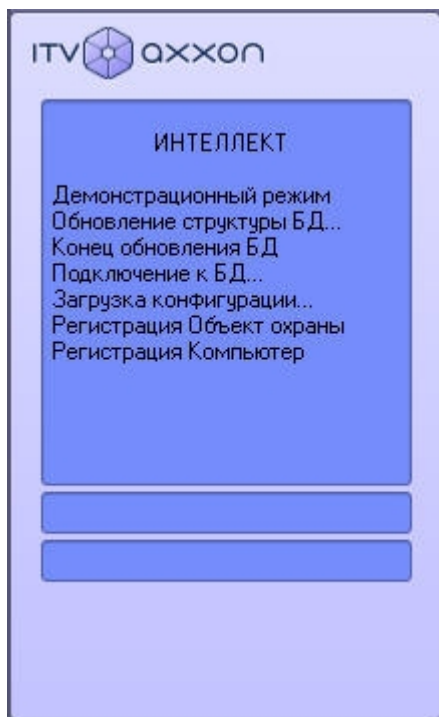 ITV AXXON
ИНТЕЛЛЕКТ
Демонстрационный режим
Обновление структуры БД...
Конец обновления БД
Подключение к БД...
Загрузка конфигурации...
Регистрация Объект охраны
Регистрация Компьютер